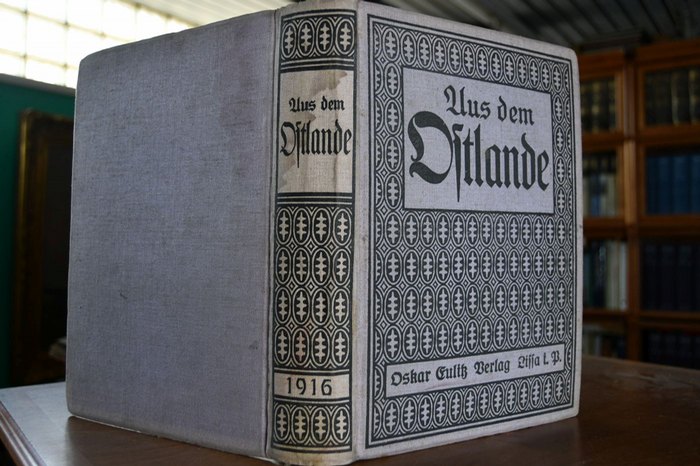 Aus dem
Ostlande
1916
Aus dem
Ostlande
Oskar Eulitz Verlag Lissa i. P.